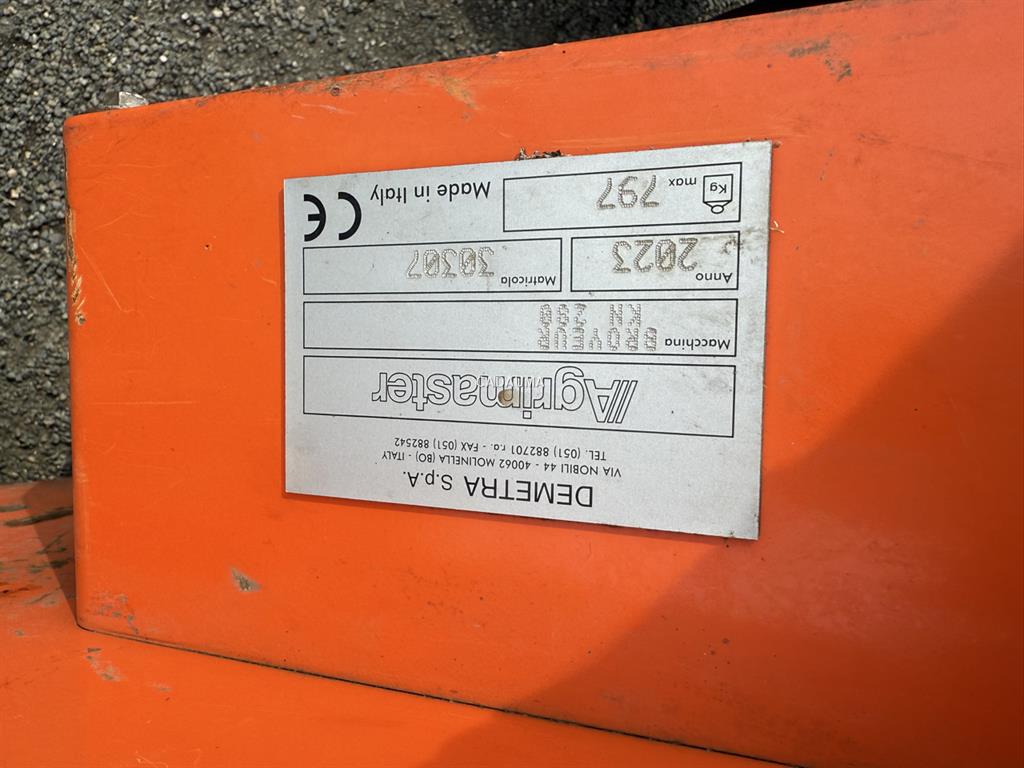 DEMETRA S.p.A.
VIA NOBILI 44 - 40062 MOLINELLA (BO) - ITALY
TEL. (051) 882701 r.a. - FAX (051) 882542
Agrimaster
Macchina BROYEUR
KN 280
Anno 2023 Matricola 30307
Kg max 797 Made in Italy CE